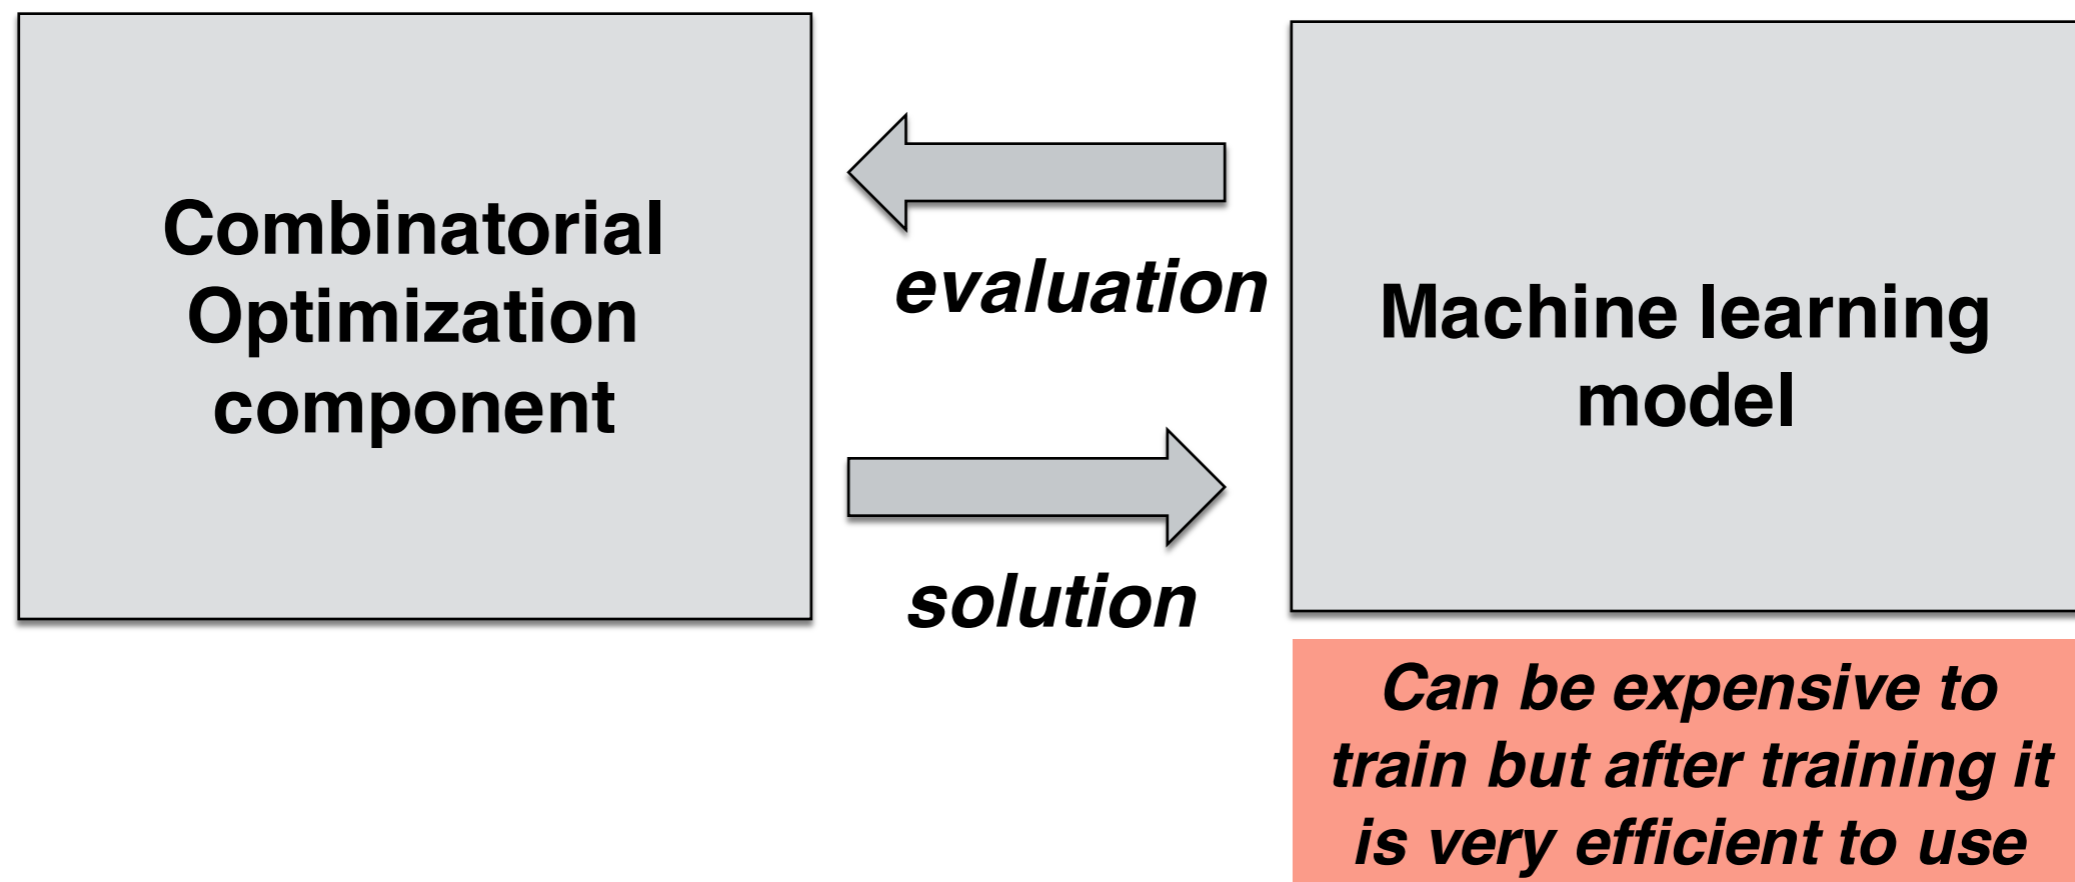 Combinatorial
Optimization
component
evaluation
solution
Machine learning
model
Can be expensive to
train but after training it
is very efficient to use